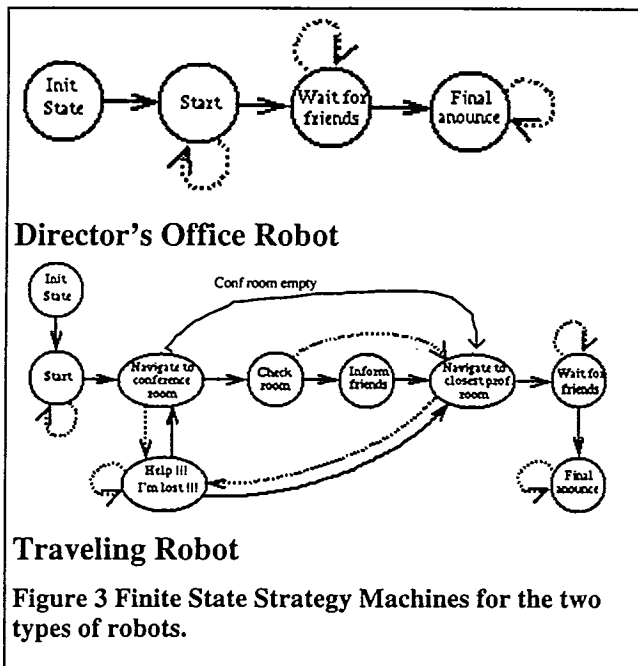 Init
State
Start
Wait for
friends
Final
anounce
Director's Office Robot
Init
State
Conf room empty
Start
Navigate to
conference
room
Check
room
Inform
friends
Navigate to
closest prof
room
Wait for
friends
Help !!!
I'm lost !!!
Final
anounce
Traveling Robot
Figure 3 Finite State Strategy Machines for the two
types of robots.